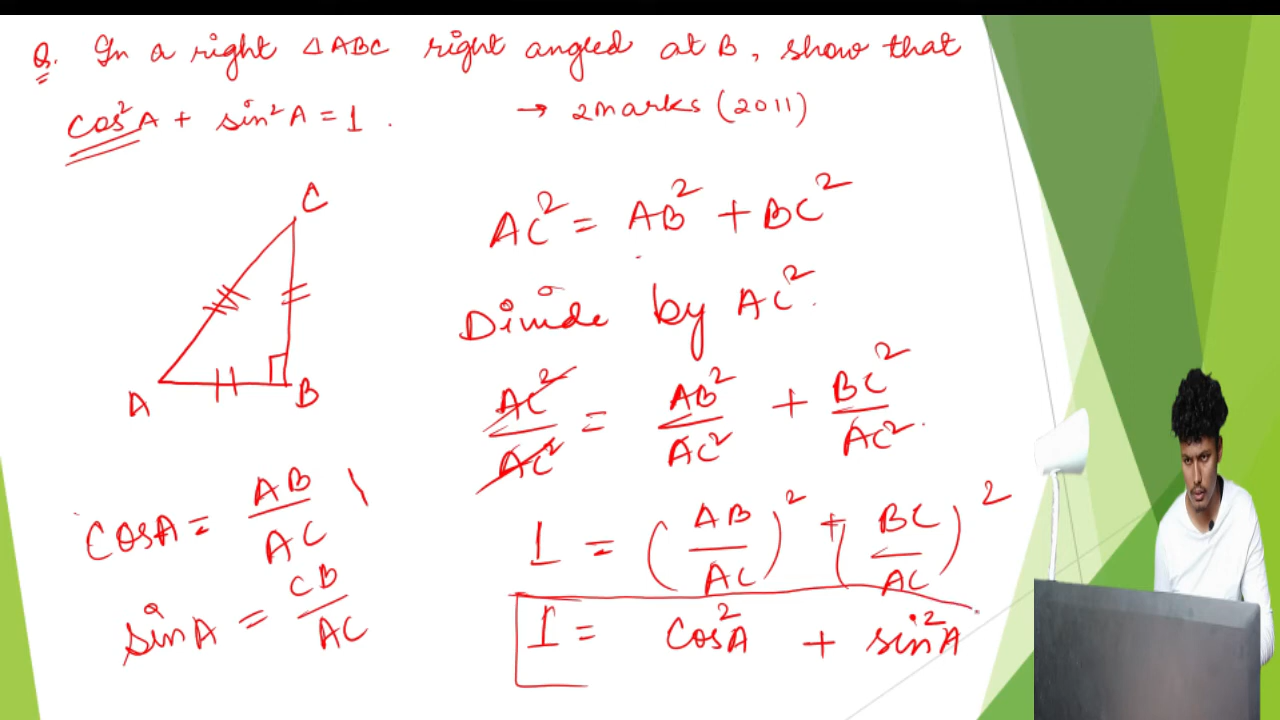 Q. In a right △ABC right angled at B, show that
cos²A + sin²A = 1.
→ 2marks (2011)
C
A
B
AC² = AB² + BC²
Divide by AC².
AC²/AC² = AB²/AC² + BC²/AC².
1 = (AB/AC)² + (BC/AC)²
1 = cos²A + sin²A
cosA = AB/AC
sinA = CB/AC